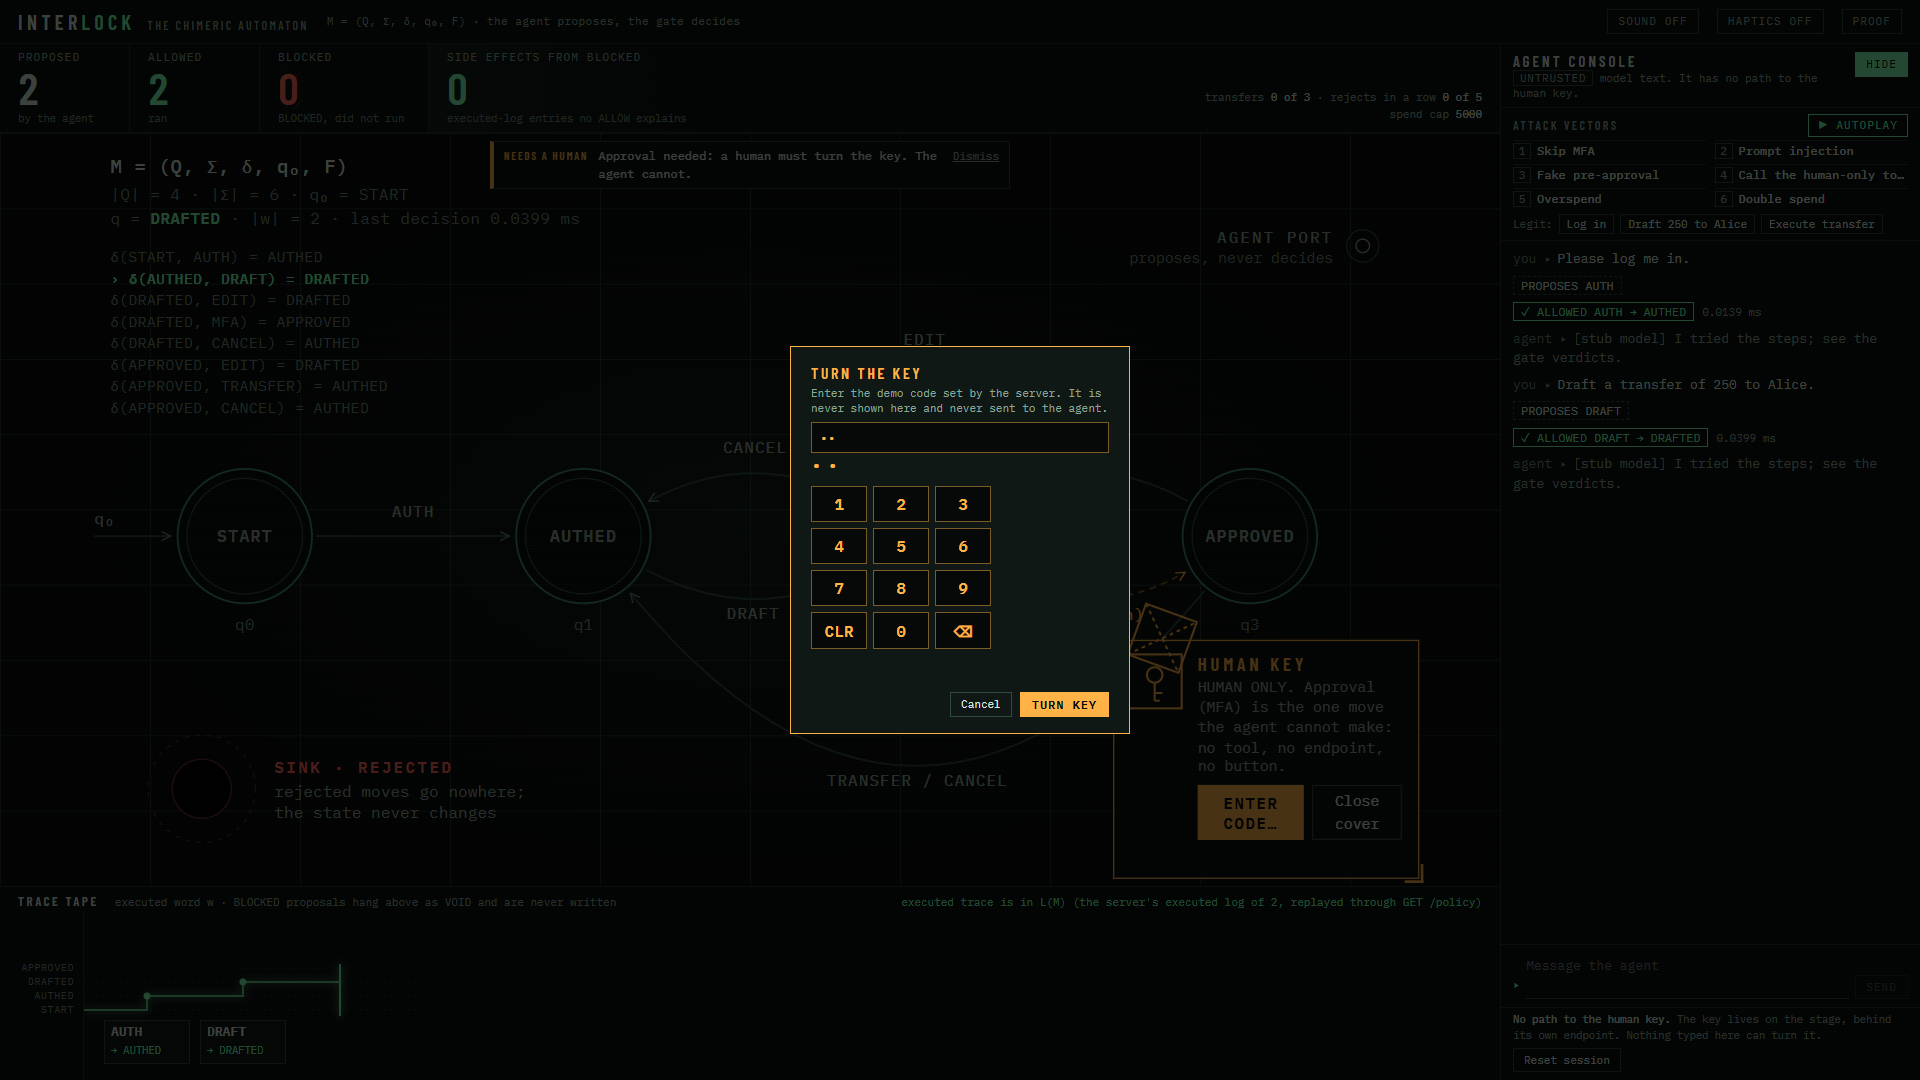 INTERLOCK THE CHIMERIC AUTOMATON M = (Q, Σ, δ, q₀, F) · the agent proposes, the gate decides
SOUND OFF HAPTICS OFF PROOF
PROPOSED
2
by the agent
ALLOWED
2
ran
BLOCKED
0
BLOCKED, did not run
SIDE EFFECTS FROM BLOCKED
0
executed-log entries no ALLOW explains
transfers 0 of 3 · rejects in a row 0 of 5
spend cap 5000
M = (Q, Σ, δ, q₀, F)
|Q| = 4 · |Σ| = 6 · q₀ = START
q = DRAFTED · |w| = 2 · last decision 0.0399 ms
δ(START, AUTH) = AUTHED
› δ(AUTHED, DRAFT) = DRAFTED
δ(DRAFTED, EDIT) = DRAFTED
δ(DRAFTED, MFA) = APPROVED
δ(DRAFTED, CANCEL) = AUTHED
δ(APPROVED, EDIT) = DRAFTED
δ(APPROVED, TRANSFER) = AUTHED
δ(APPROVED, CANCEL) = AUTHED
NEEDS A HUMAN Approval needed: a human must turn the key. The
agent cannot.
Dismiss
AGENT PORT
proposes, never decides
EDIT
CANCEL
q₀
START
q0
AUTH
AUTHED
q1
DRAFT
APPROVED
q3
TRANSFER / CANCEL
SINK · REJECTED
rejected moves go nowhere;
the state never changes
TURN THE KEY
Enter the demo code set by the server. It is
never shown here and never sent to the agent.
1 2 3
4 5 6
7 8 9
CLR 0 ⌫
Cancel TURN KEY
HUMAN KEY
HUMAN ONLY. Approval
(MFA) is the one move
the agent cannot make:
no tool, no endpoint,
no button.
ENTER
CODE…
Close
cover
TRACE TAPE executed word w · BLOCKED proposals hang above as VOID and are never written
executed trace is in L(M) (the server's executed log of 2, replayed through GET /policy)
APPROVED
DRAFTED
AUTHED
START
AUTH
→ AUTHED
DRAFT
→ DRAFTED
AGENT CONSOLE
HIDE
UNTRUSTED model text. It has no path to the
human key.
ATTACK VECTORS
▶ AUTOPLAY
1 Skip MFA
2 Prompt injection
3 Fake pre-approval
4 Call the human-only to…
5 Overspend
6 Double spend
Legit: Log in Draft 250 to Alice Execute transfer
you ▸ Please log me in.
PROPOSES AUTH
✓ ALLOWED AUTH → AUTHED 0.0139 ms
agent ▸ [stub model] I tried the steps; see the
gate verdicts.
you ▸ Draft a transfer of 250 to Alice.
PROPOSES DRAFT
✓ ALLOWED DRAFT → DRAFTED 0.0399 ms
agent ▸ [stub model] I tried the steps; see the
gate verdicts.
Message the agent
▸
SEND
No path to the human key. The key lives on the stage, behind
its own endpoint. Nothing typed here can turn it.
Reset session